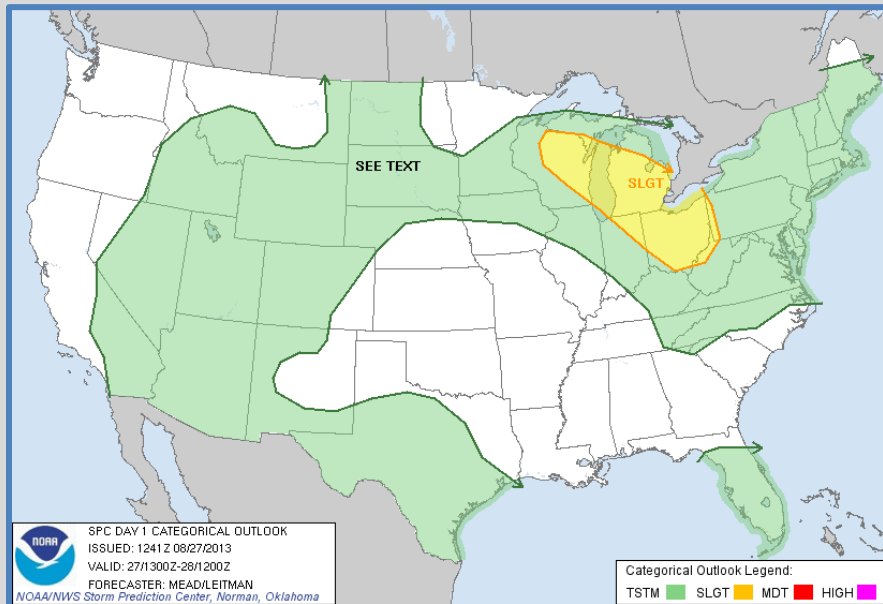 SEE TEXT
SLGT
NOAA
SPC DAY 1 CATEGORICAL OUTLOOK
ISSUED: 1241Z 08/27/2013
VALID: 27/1300Z-28/1200Z
FORECASTER: MEAD/LEITMAN
NOAA/NWS Storm Prediction Center, Norman, Oklahoma
Categorical Outlook Legend:
TSTM SLGT MDT HIGH